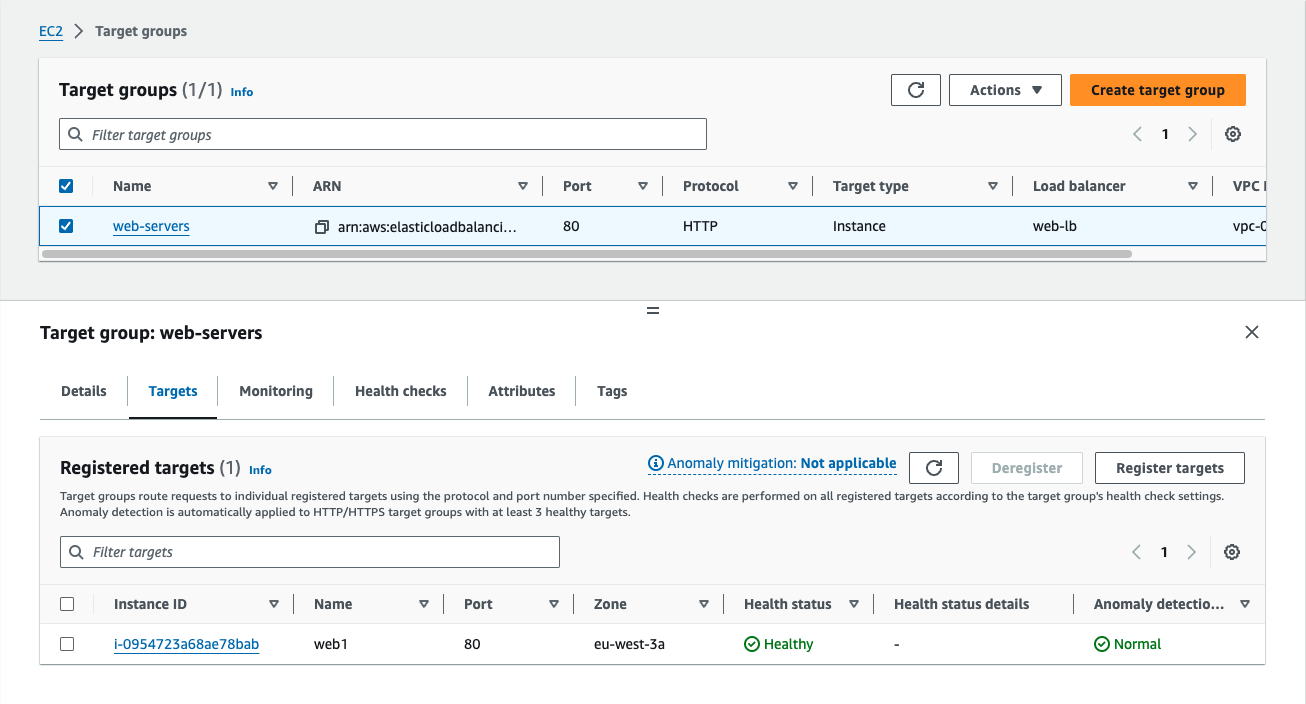 EC2 > Target groups
Target groups (1/1) Info
Actions
Create target group
Filter target groups
1
Name ARN Port Protocol Target type Load balancer VPC
web-servers arn:aws:elasticloadbalanci... 80 HTTP Instance web-lb vpc-0
Target group: web-servers
Details Targets Monitoring Health checks Attributes Tags
Registered targets (1) Info
Anomaly mitigation: Not applicable
Deregister
Register targets
Target groups route requests to individual registered targets using the protocol and port number specified. Health checks are performed on all registered targets according to the target group's health check settings.
Anomaly detection is automatically applied to HTTP/HTTPS target groups with at least 3 healthy targets.
Filter targets
1
Instance ID Name Port Zone Health status Health status details Anomaly detectio...
i-0954723a68ae78bab web1 80 eu-west-3a Healthy - Normal